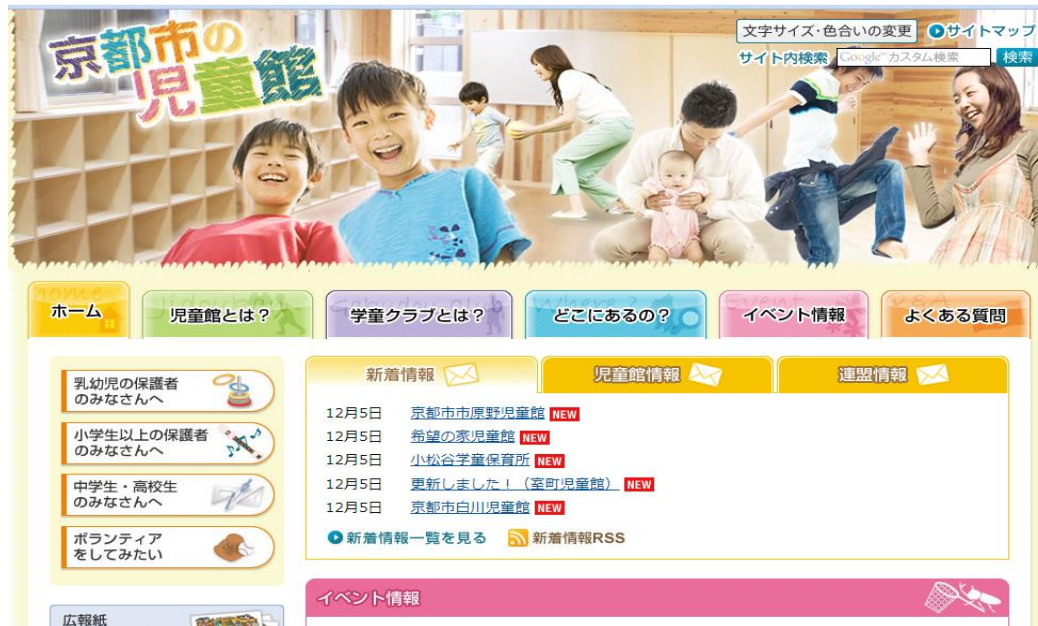 京都市の
児童館
文字サイズ・色合いの変更
サイトマップ
サイト内検索
Google™ カスタム検索
検索
home
ホーム
児童館とは？
学童クラブとは？
Where?
どこにあるの？
Event
イベント情報
Q&A
よくある質問
乳幼児の保護者
のみなさんへ
小学生以上の保護者
のみなさんへ
中学生・高校生
のみなさんへ
ボランティア
をしてみたい
広報紙
新着情報
児童館情報
連盟情報
12月5日 京都市市原野児童館 NEW
12月5日 希望の家児童館 NEW
12月5日 小松谷学童保育所 NEW
12月5日 更新しました！（室町児童館） NEW
12月5日 京都市白川児童館 NEW
新着情報一覧を見る 新着情報RSS
イベント情報